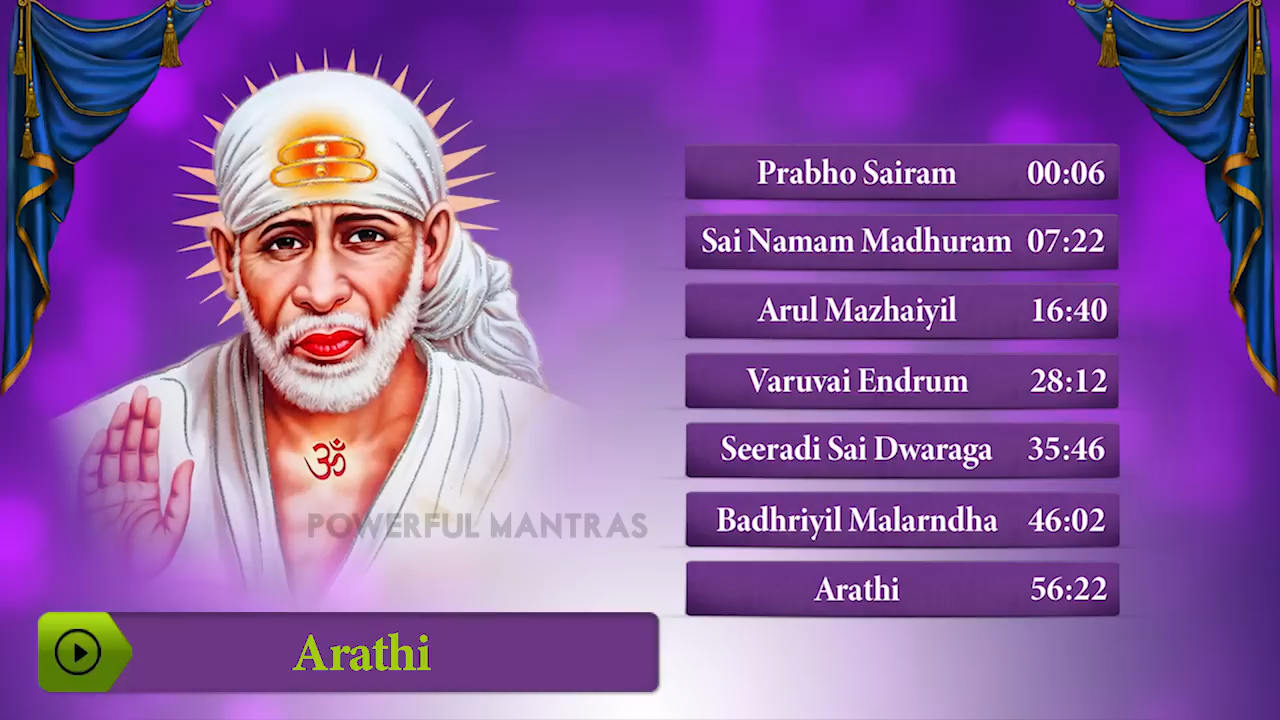 Prabho Sairam 00:06
Sai Namam Madhuram 07:22
Arul Mazhaiyil 16:40
Varuvai Endrum 28:12
Seeradi Sai Dwaraga 35:46
ॐ
Badhriyil Malarndha 46:02
POWERFUL MANTRAS
Arathi 56:22
Arathi